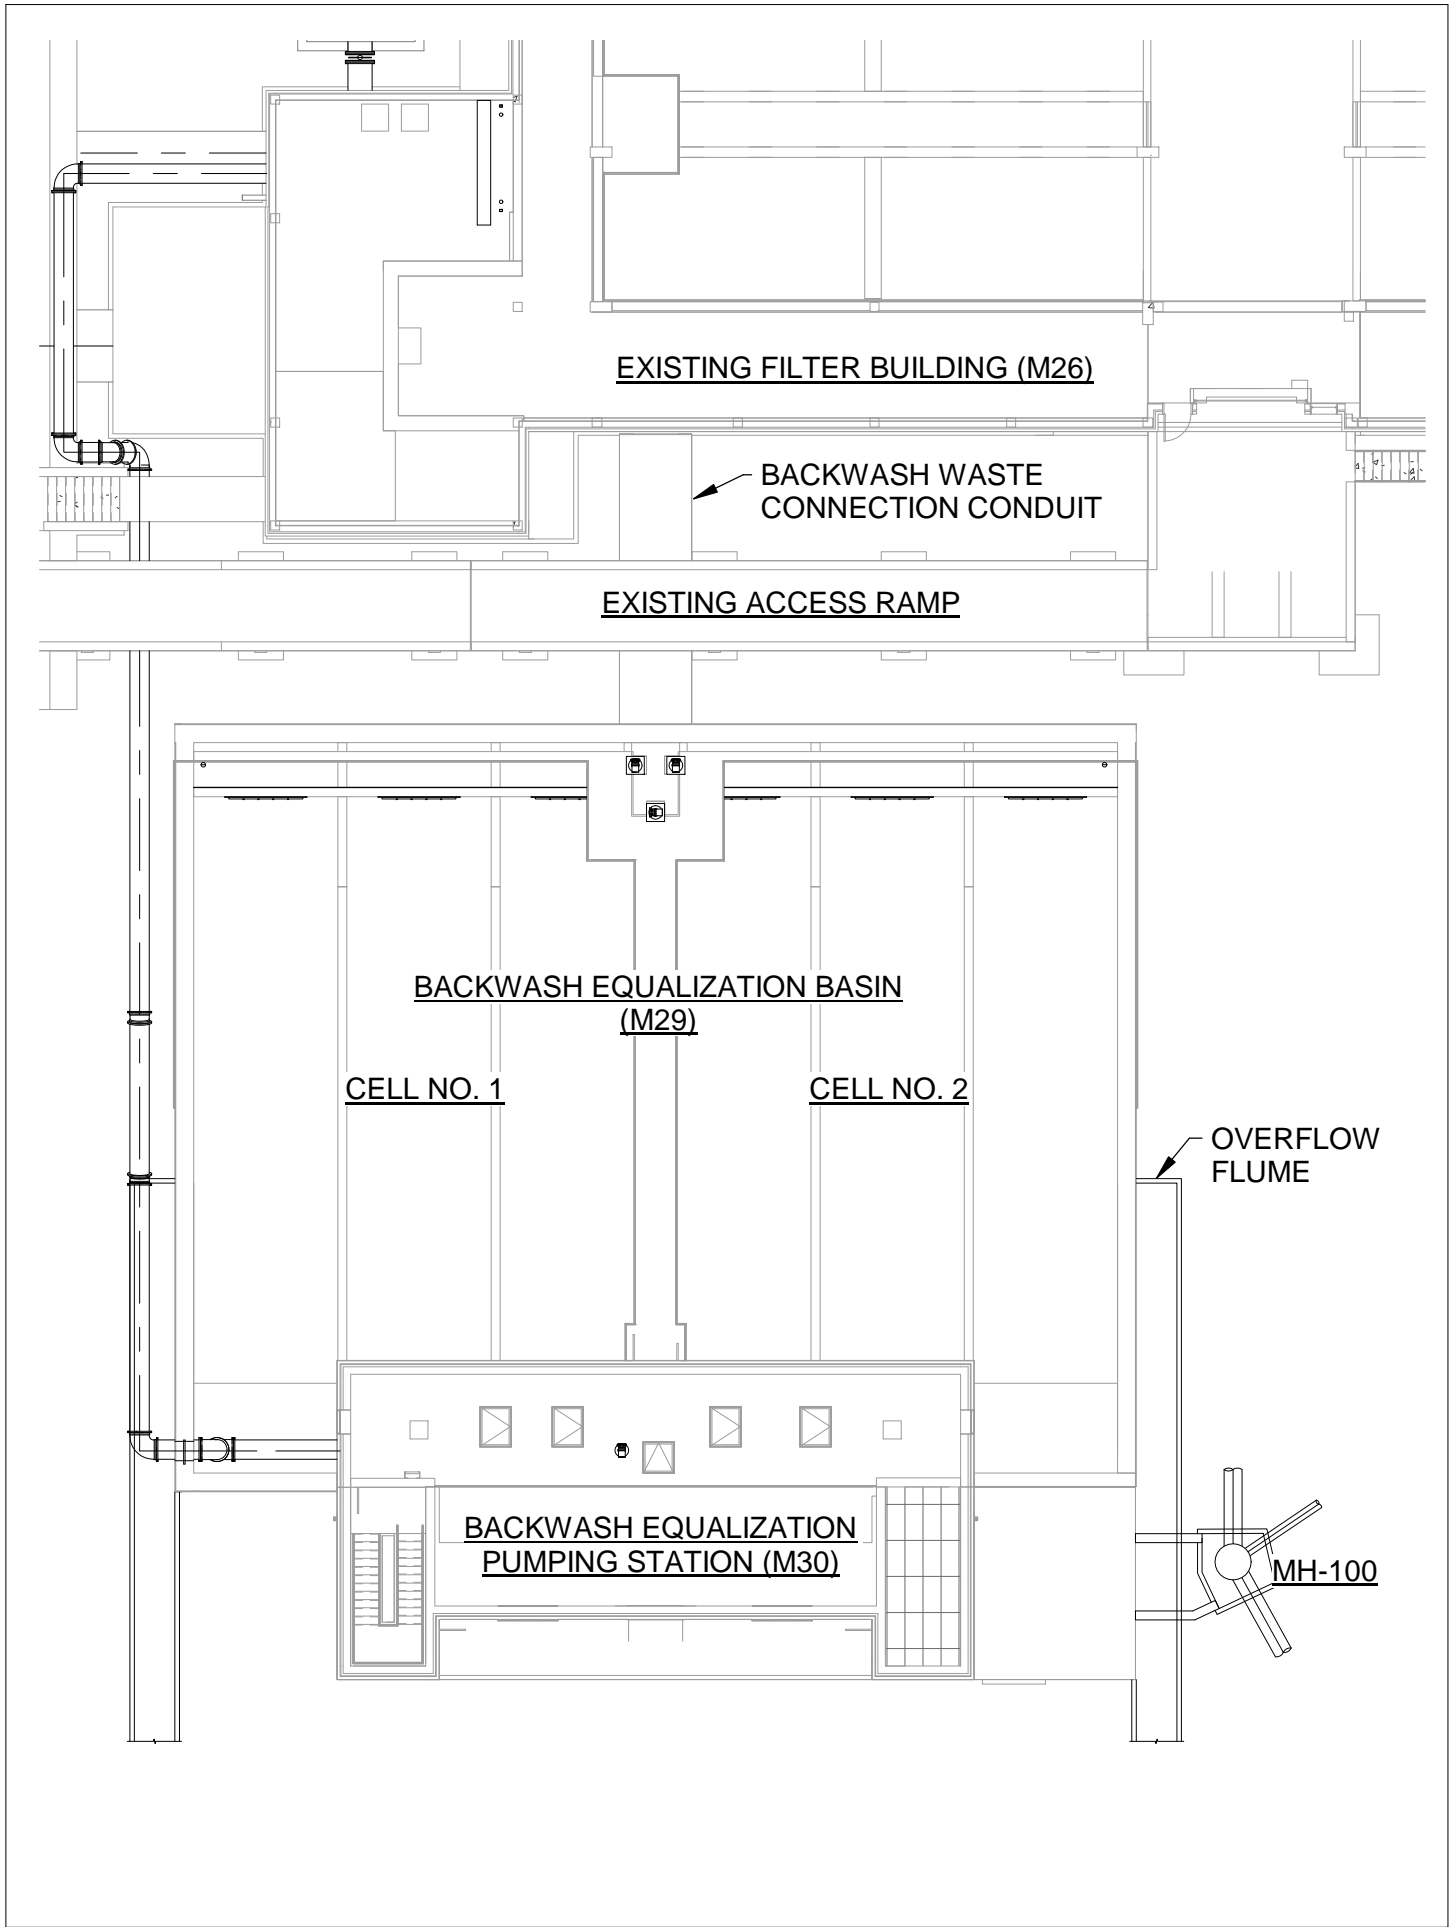 EXISTING FILTER BUILDING (M26)
BACKWASH WASTE
CONNECTION CONDUIT
EXISTING ACCESS RAMP
BACKWASH EQUALIZATION BASIN
(M29)
CELL NO. 1
CELL NO. 2
OVERFLOW
FLUME
BACKWASH EQUALIZATION
PUMPING STATION (M30)
MH-100